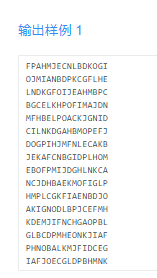 输出样例 1
FPAHMJECNLBDKOGI
OJMIANBDPKCGFLHE
LNDKGFOIJEAHMBPC
BGCELKHPOFIMAJDN
MFHBELPOACKJGNID
CILNKDGAHBMOPEFJ
DOGPIHJMFNLECAKB
JEKAFCNBGIDPLHOM
EBOFPMIJDGHLNKCA
NCJDHBAEKMOFIGLP
HMPLCGKFIAENBDJO
AKIGNODLBPJCEFMH
KDEMJIFNCHGAOPBL
GLBCDPMHEONKJIAF
PHNOBALKMJFIDCEG
IAFJOECGLDPBHMNK